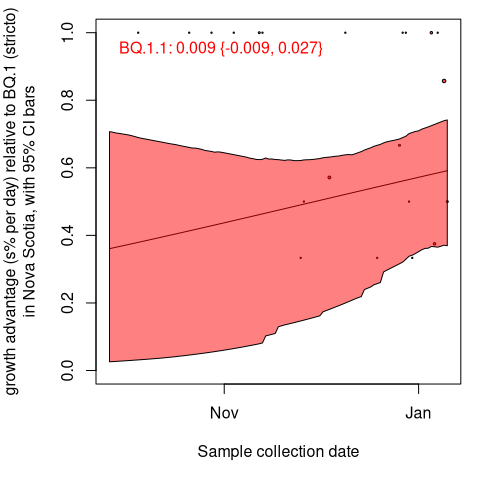 growth advantage (s% per day) relative to BQ.1 (stricto)
in Nova Scotia, with 95% CI bars
BQ.1.1: 0.009 {-0.009, 0.027}
1.0
0.8
0.6
0.4
0.2
0.0
Nov
Jan
Sample collection date